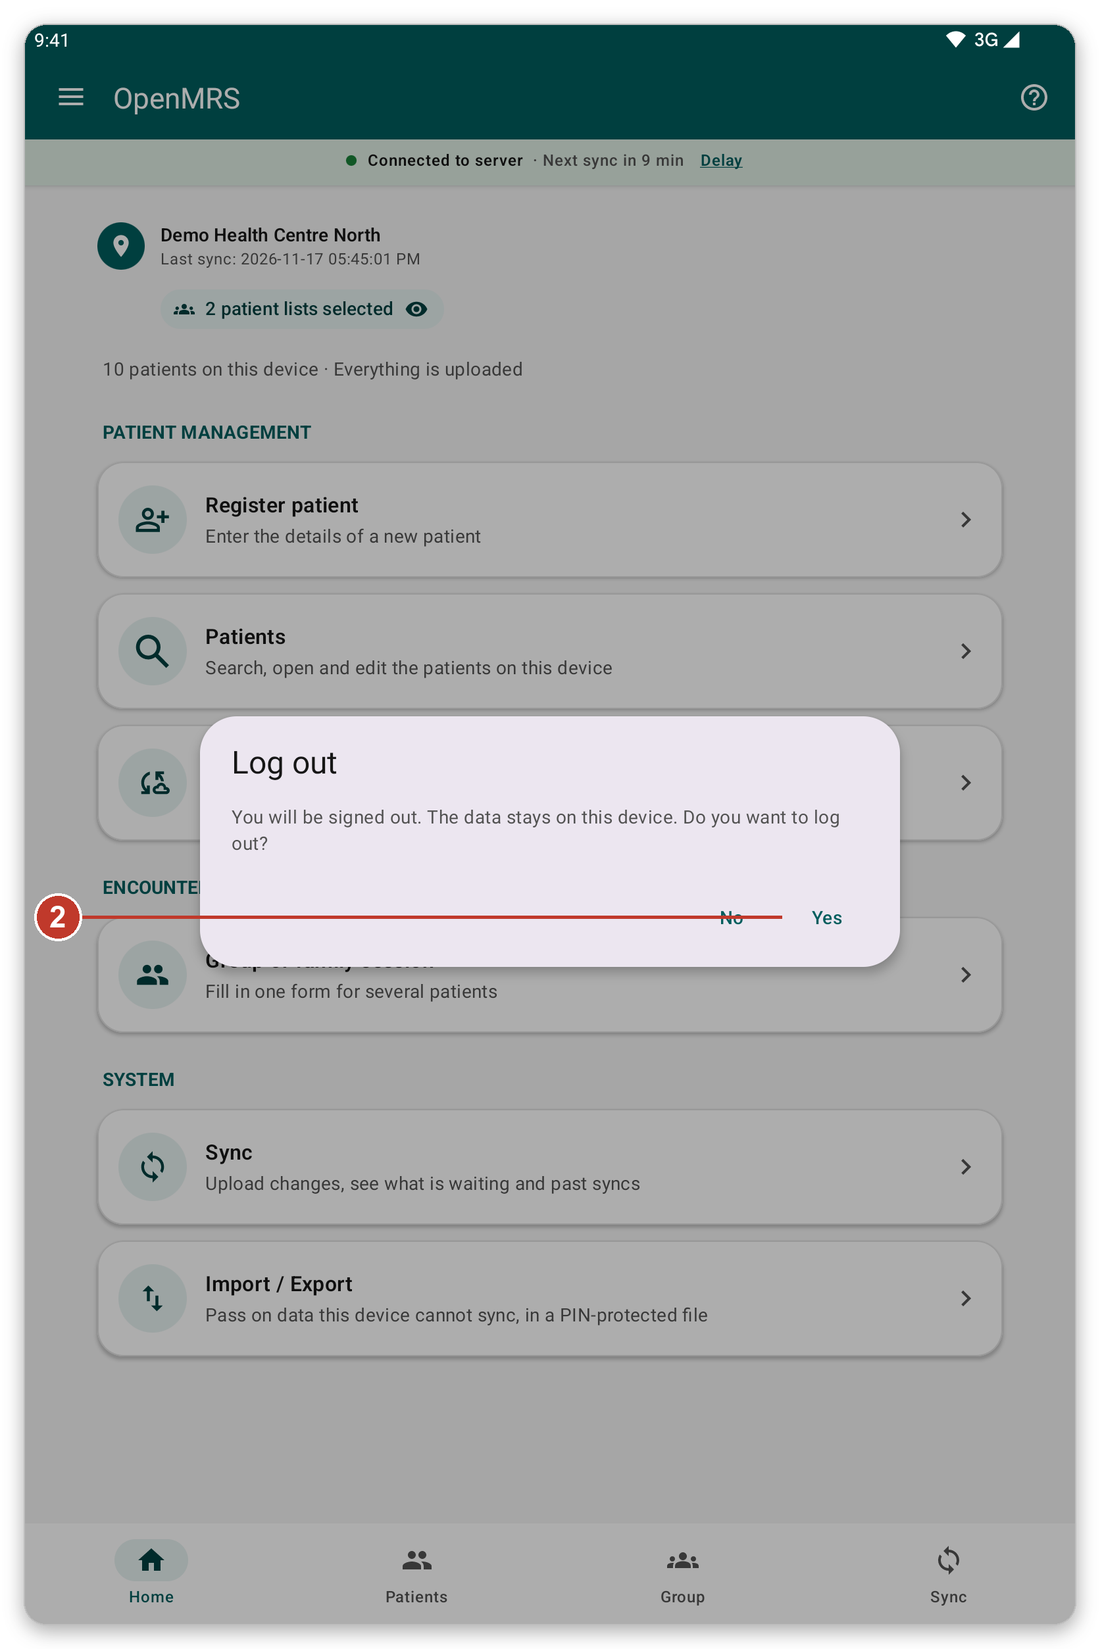 9:41
3G
OpenMRS
Connected to server · Next sync in 9 min Delay
Demo Health Centre North
Last sync: 2026-11-17 05:45:01 PM
2 patient lists selected
10 patients on this device · Everything is uploaded
PATIENT MANAGEMENT
Register patient
Enter the details of a new patient
Patients
Search, open and edit the patients on this device
Log out
You will be signed out. The data stays on this device. Do you want to log
out?
2
No
Yes
Fill in one form for several patients
SYSTEM
Sync
Upload changes, see what is waiting and past syncs
Import / Export
Pass on data this device cannot sync, in a PIN-protected file
Home
Patients
Group
Sync